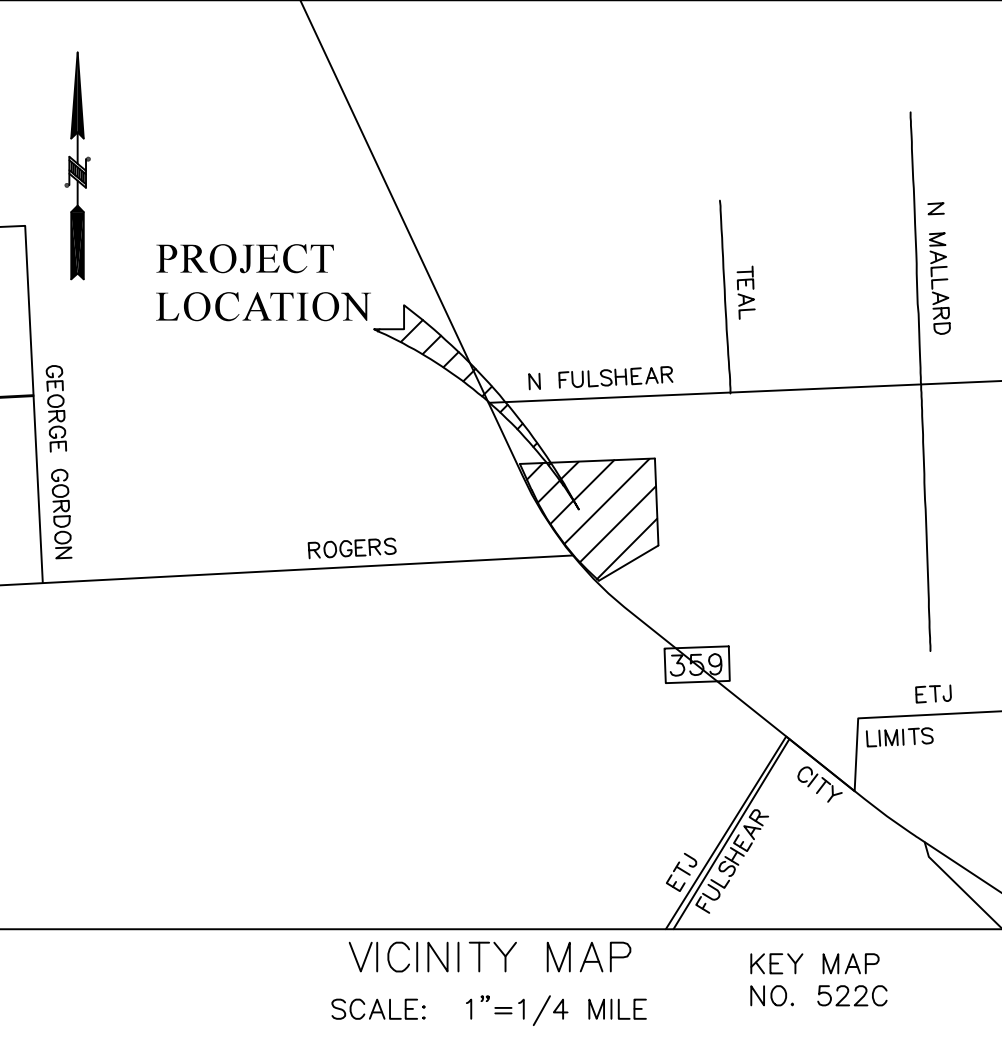 N
PROJECT
LOCATION
N MALLARD
TEAL
N FULSHEAR
GEORGE GORDON
ROGERS
359
ETJ
LIMITS
CITY
ETJ
FULSHEAR
VICINITY MAP
SCALE: 1”=1/4 MILE
KEY MAP
NO. 522C